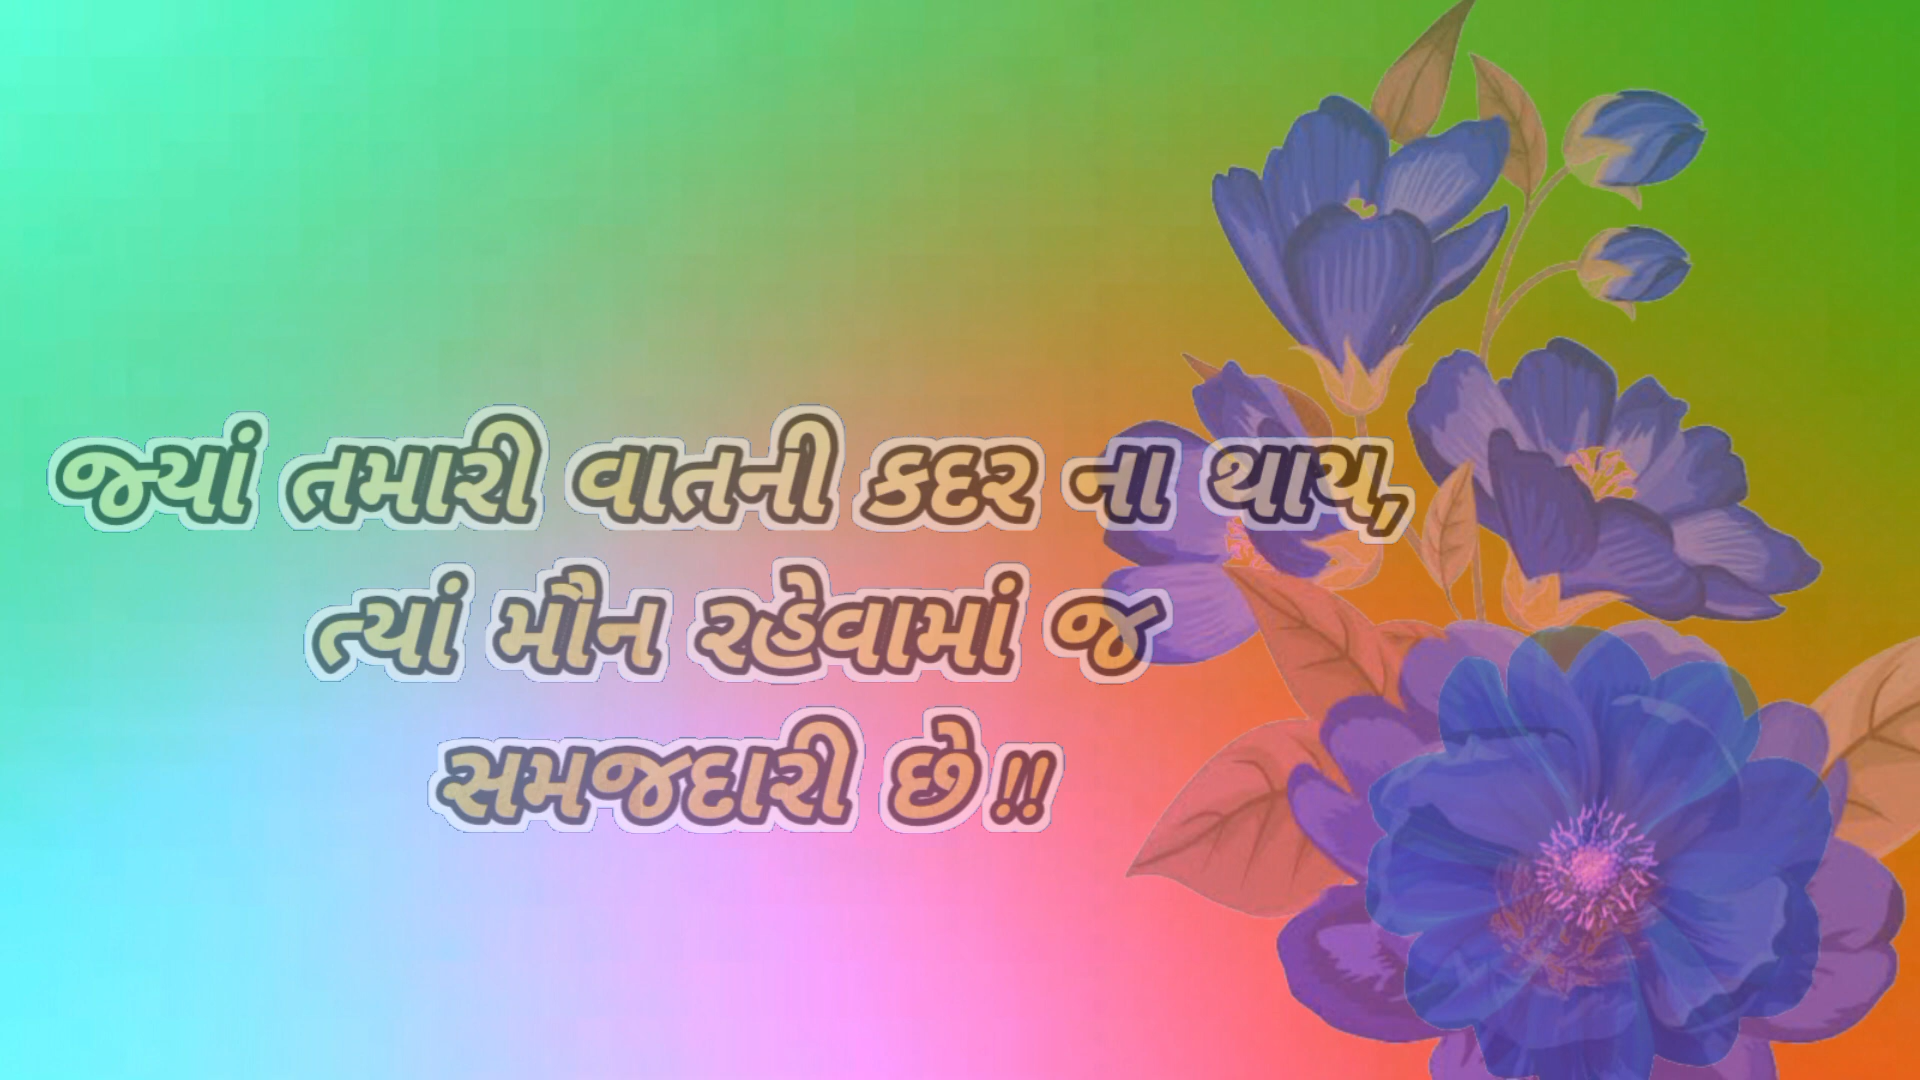 જ્યાં તમારી વાતની કદર ના થાય,
ત્યાં મૌન રહેવામાં જ
સમજદારી છે !!